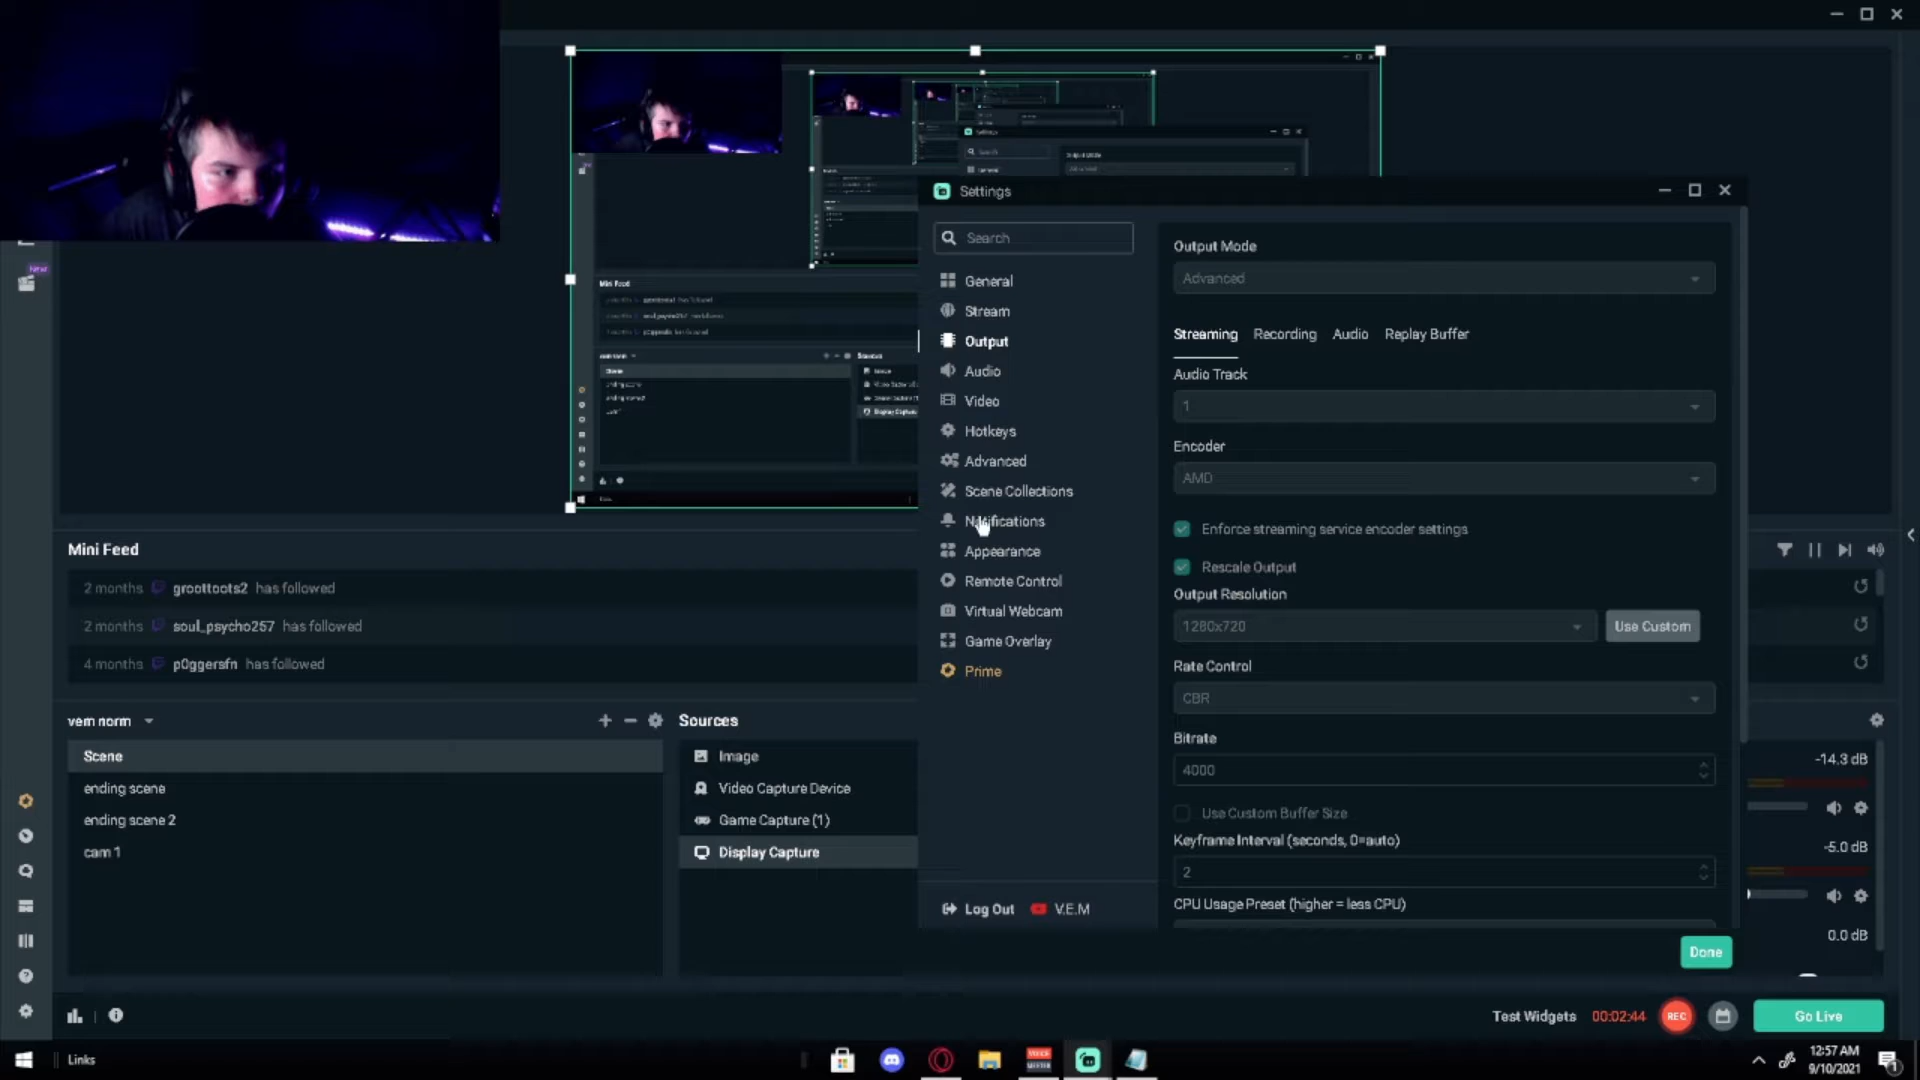 Settings
Search
General
Stream
Output
Audio
Video
Hotkeys
Advanced
Scene Collections
Notifications
Appearance
Remote Control
Virtual Webcam
Game Overlay
Prime
Log Out V.E.M
Output Mode
Advanced
Streaming Recording Audio Replay Buffer
Audio Track
1
Encoder
AMD
Enforce streaming service encoder settings
Rescale Output
Output Resolution
1280x720 Use Custom
Rate Control
CBR
Bitrate
4000
Use Custom Buffer Size
Keyframe Interval (seconds, 0=auto)
2
CPU Usage Preset (higher = less CPU)
Done
New
Mini Feed
2 months groottoots2 has followed
2 months soul_psycho257 has followed
4 months p0ggersfn has followed
vem norm Sources
Scene
ending scene
ending scene 2
cam 1
Image
Video Capture Device
Game Capture (1)
Display Capture
-14.3 dB
-5.0 dB
0.0 dB
Test Widgets 00:02:44 REC Go Live
Links
12:57 AM
9/10/2021